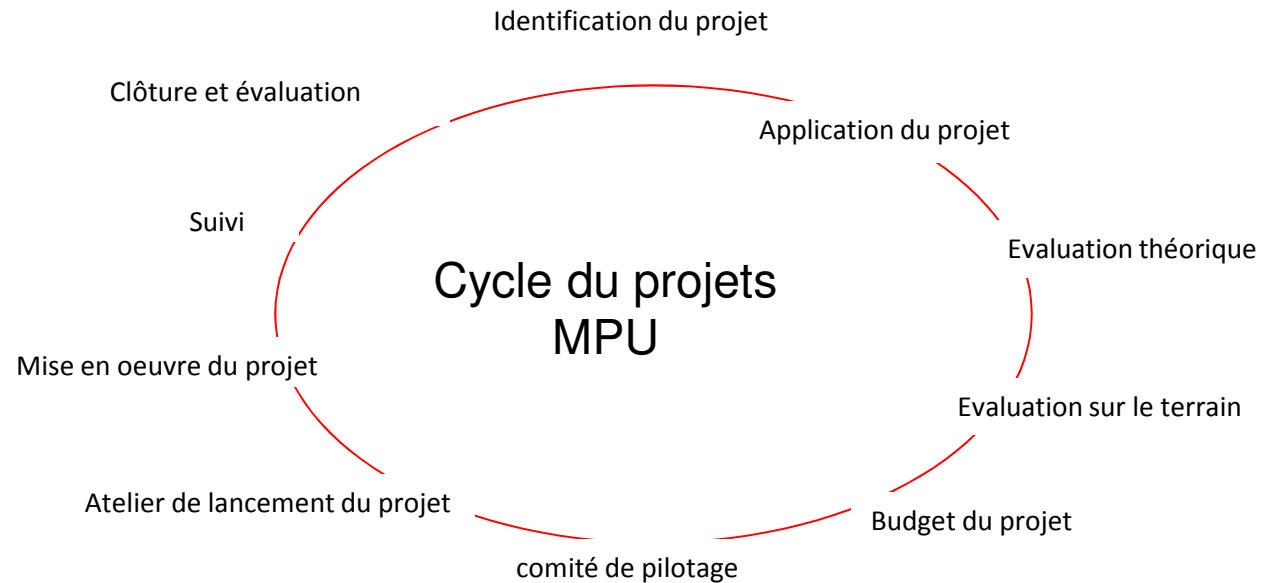 Identification du projet
Clôture et évaluation
Application du projet
Suivi
Evaluation théorique
Cycle du projets
MPU
Mise en oeuvre du projet
Evaluation sur le terrain
Atelier de lancement du projet
Budget du projet
comité de pilotage